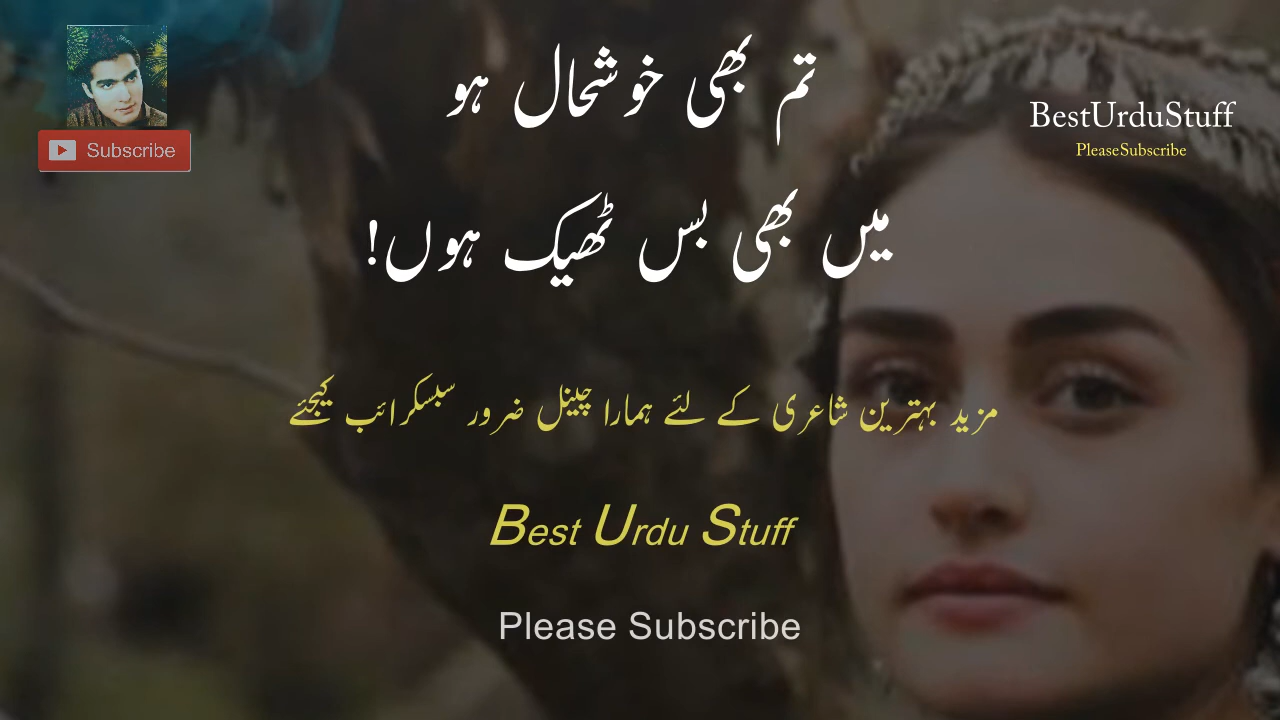 تم بھی خوشحال ہو
Subscribe
BestUrduStuff
PleaseSubscribe
میں بھی بس ٹھیک ہوں!
مزید بہترین شاعری کے لئے ہمارا چینل ضرور سبسکرائب کیجئے
Best Urdu Stuff
Please Subscribe